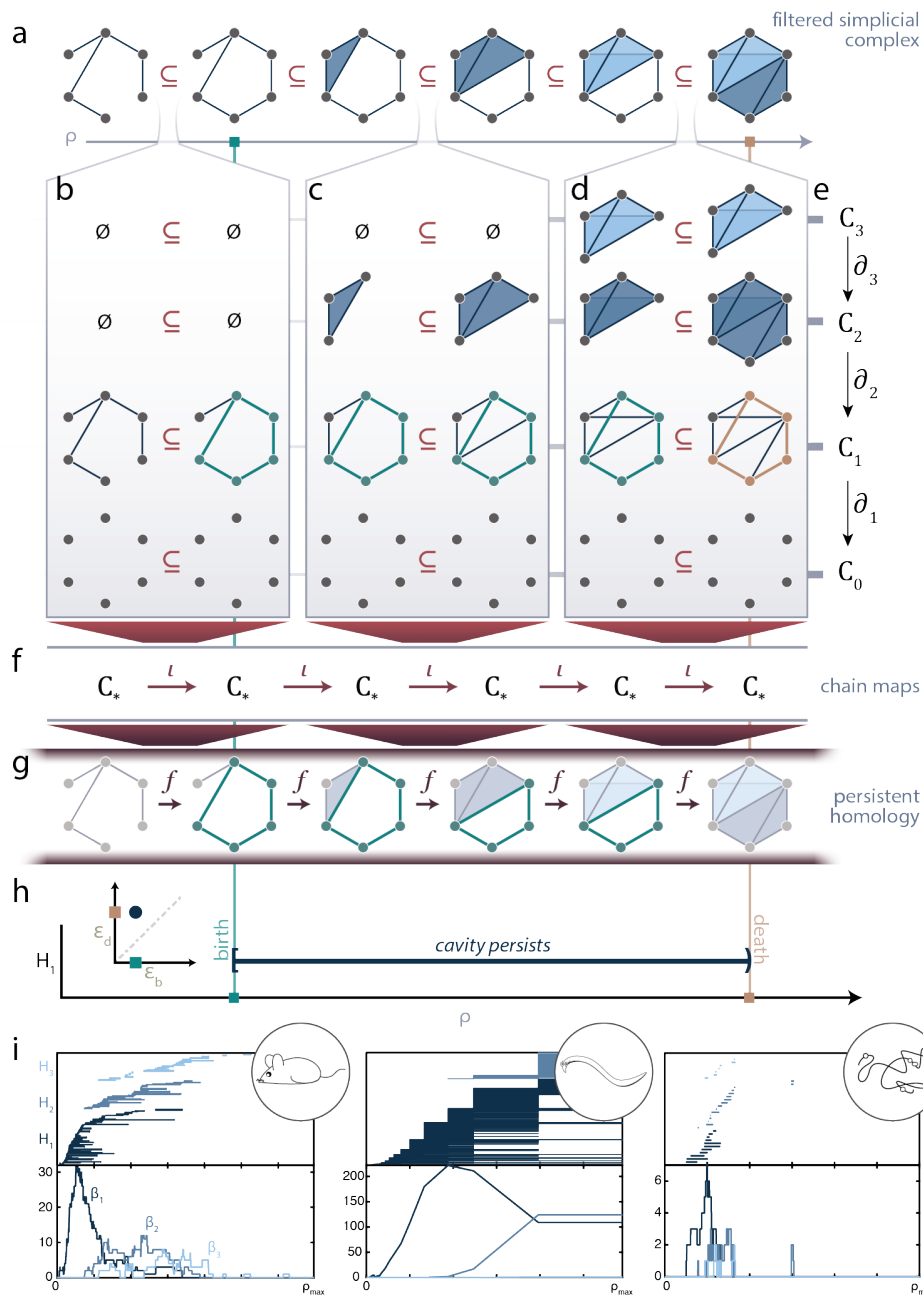 a
filtered simplicial
complex
⊆ ⊆ ⊆ ⊆ ⊆
ρ
b c d e
∅ ⊆ ∅ ∅ ⊆ ∅ ⊆ C3
∂3
∅ ⊆ ∅ ⊆ ⊆ C2
∂2
⊆ ⊆ ⊆ C1
∂1
⊆ ⊆ ⊆ C0
f
ι ι ι ι ι
C* C* C* C* C* C*
chain maps
g
f f f f f
persistent
homology
h
εd
εb
H1
birth
cavity persists
death
ρ
i
H3
H2
H1
30
20
10
0
β1
β2
β3
0 ρmax
200
150
100
50
0
0 ρmax
6
4
2
0
0 ρm